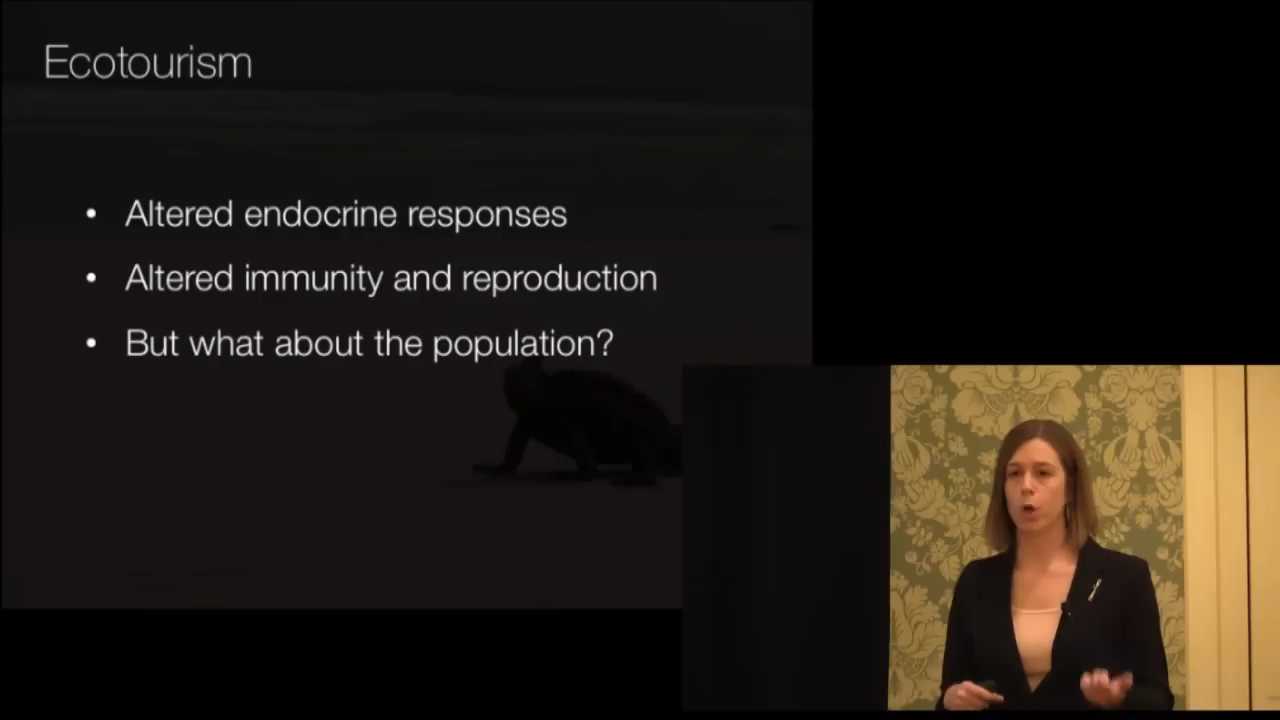 Ecotourism
• Altered endocrine responses
• Altered immunity and reproduction
• But what about the population?